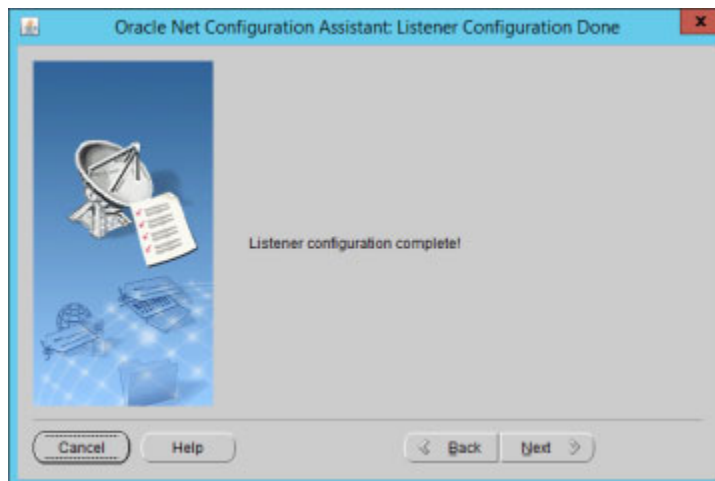 Oracle Net Configuration Assistant: Listener Configuration Done
x
Listener configuration complete!
Cancel
Help
Back
Next